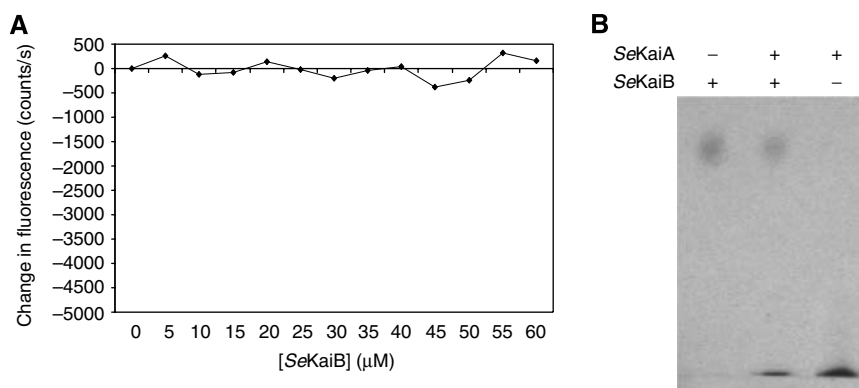 A
500
0
−500
−1000
−1500
−2000
−2500
−3000
−3500
−4000
−4500
−5000
Change in fluorescence (counts/s)
0 5 10 15 20 25 30 35 40 45 50 55 60
[SeKaiB] (μM)
B
SeKaiA − + +
SeKaiB + + −